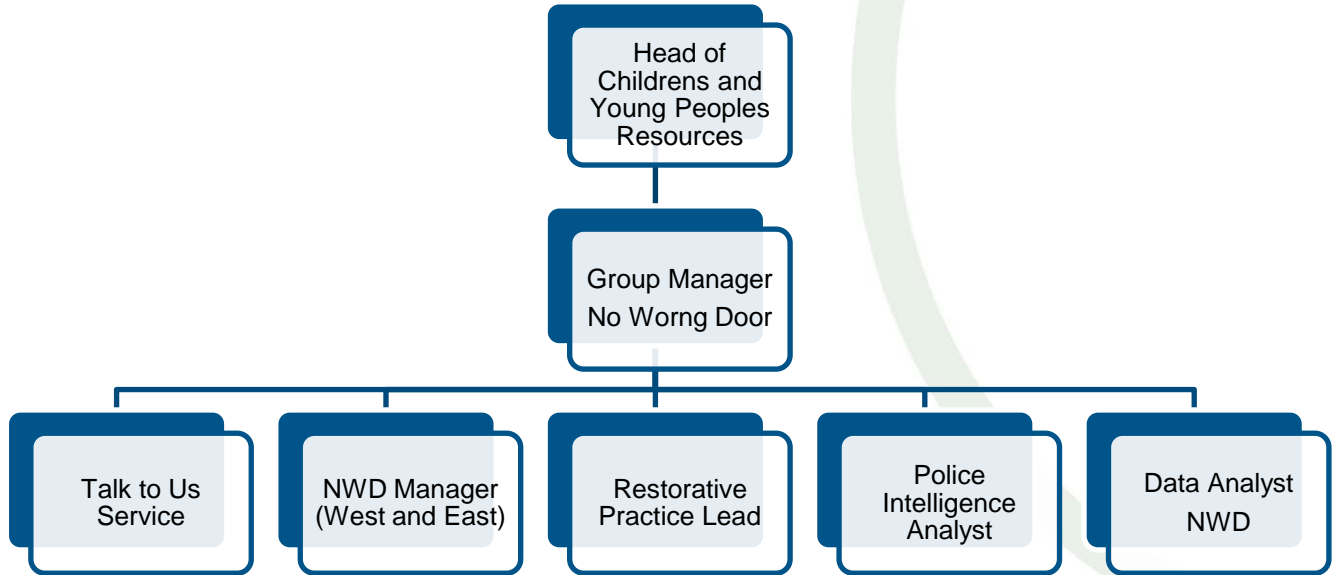 Head of
Childrens and
Young Peoples
Resources
Group Manager
No Worng Door
Talk to Us
Service
NWD Manager
(West and East)
Restorative
Practice Lead
Police
Intelligence
Analyst
Data Analyst
NWD